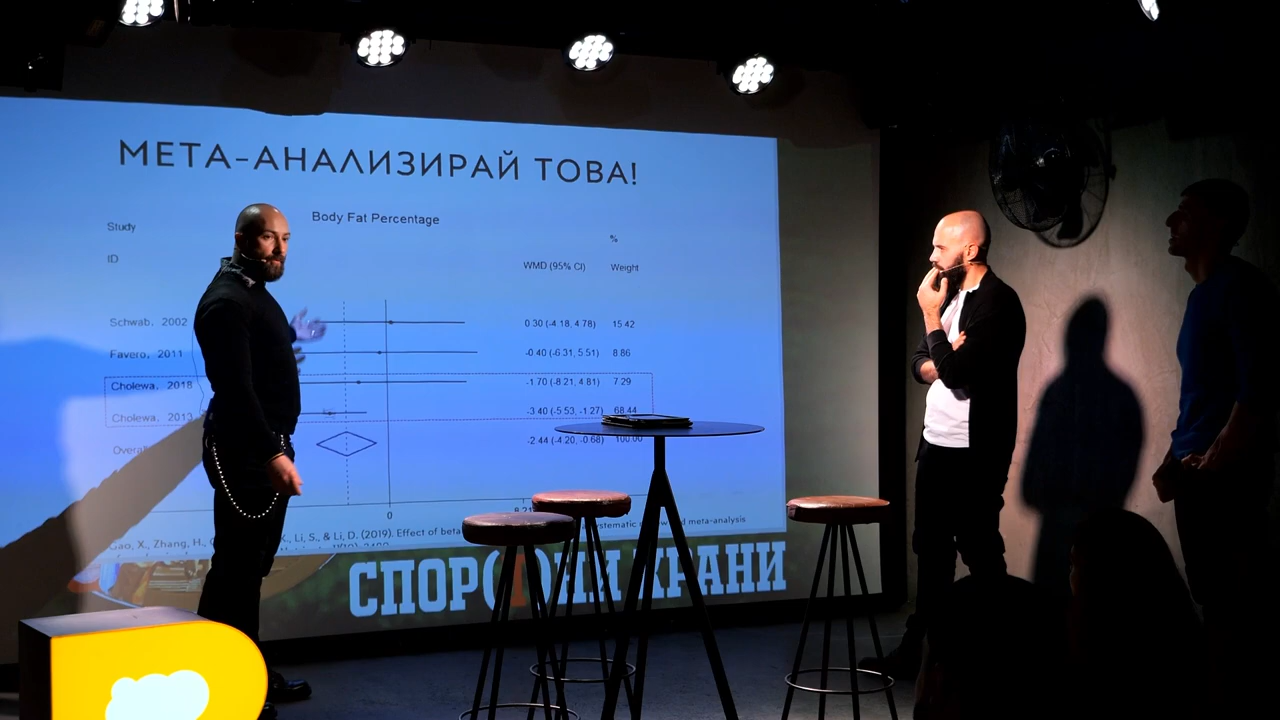 МЕТА-АНАЛИЗИРАЙ ТОВА!
Body Fat Percentage
Study
%
ID
WMD (95% CI)
Weight
Schwab, 2002 0.30 (-4.18, 4.78) 15.42
Favero, 2011 -0.40 (-6.31, 5.51) 8.86
Cholewa, 2018 -1.70 (-8.21, 4.81) 7.29
Cholewa, 2013 -3.40 (-5.53, -1.27) 68.44
-2.44 (-4.20, -0.68) 100.00
0 8.21
Gao, X., Zhang, H., K., Li, S., & Li, D. (2019). Effect of and meta-analysis
ХРАНИ